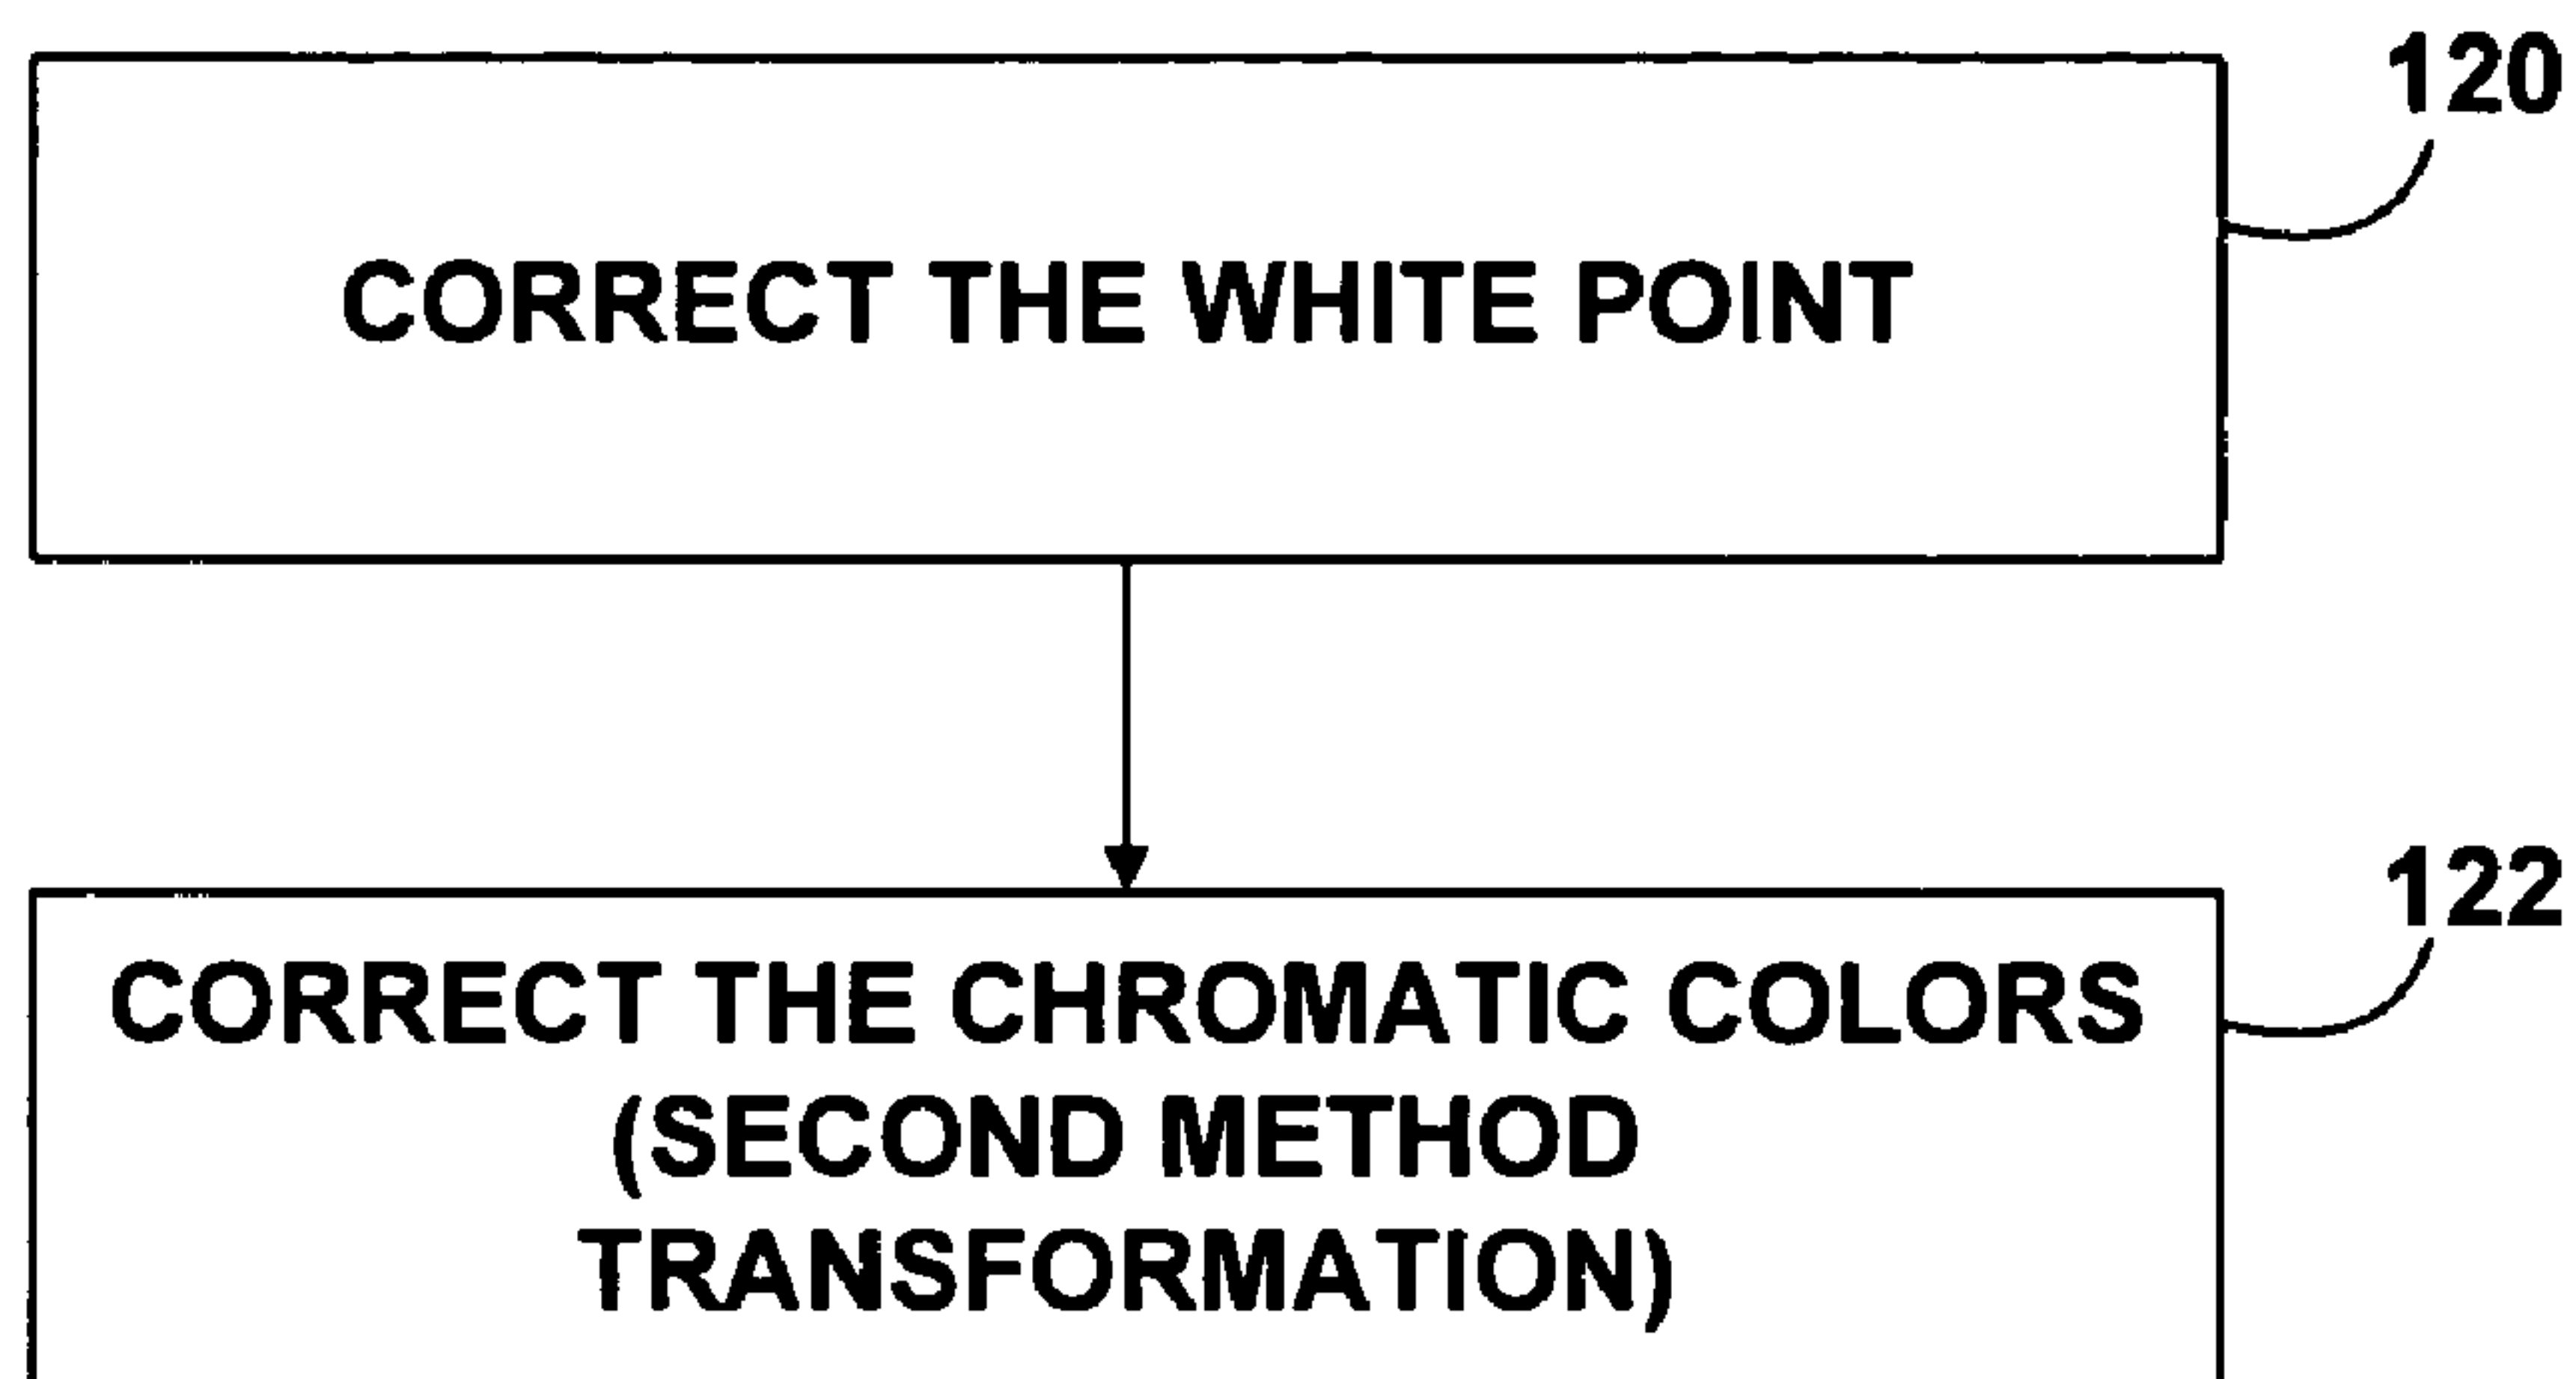 120
CORRECT THE WHITE POINT
122
CORRECT THE CHROMATIC COLORS
(SECOND METHOD
TRANSFORMATION)